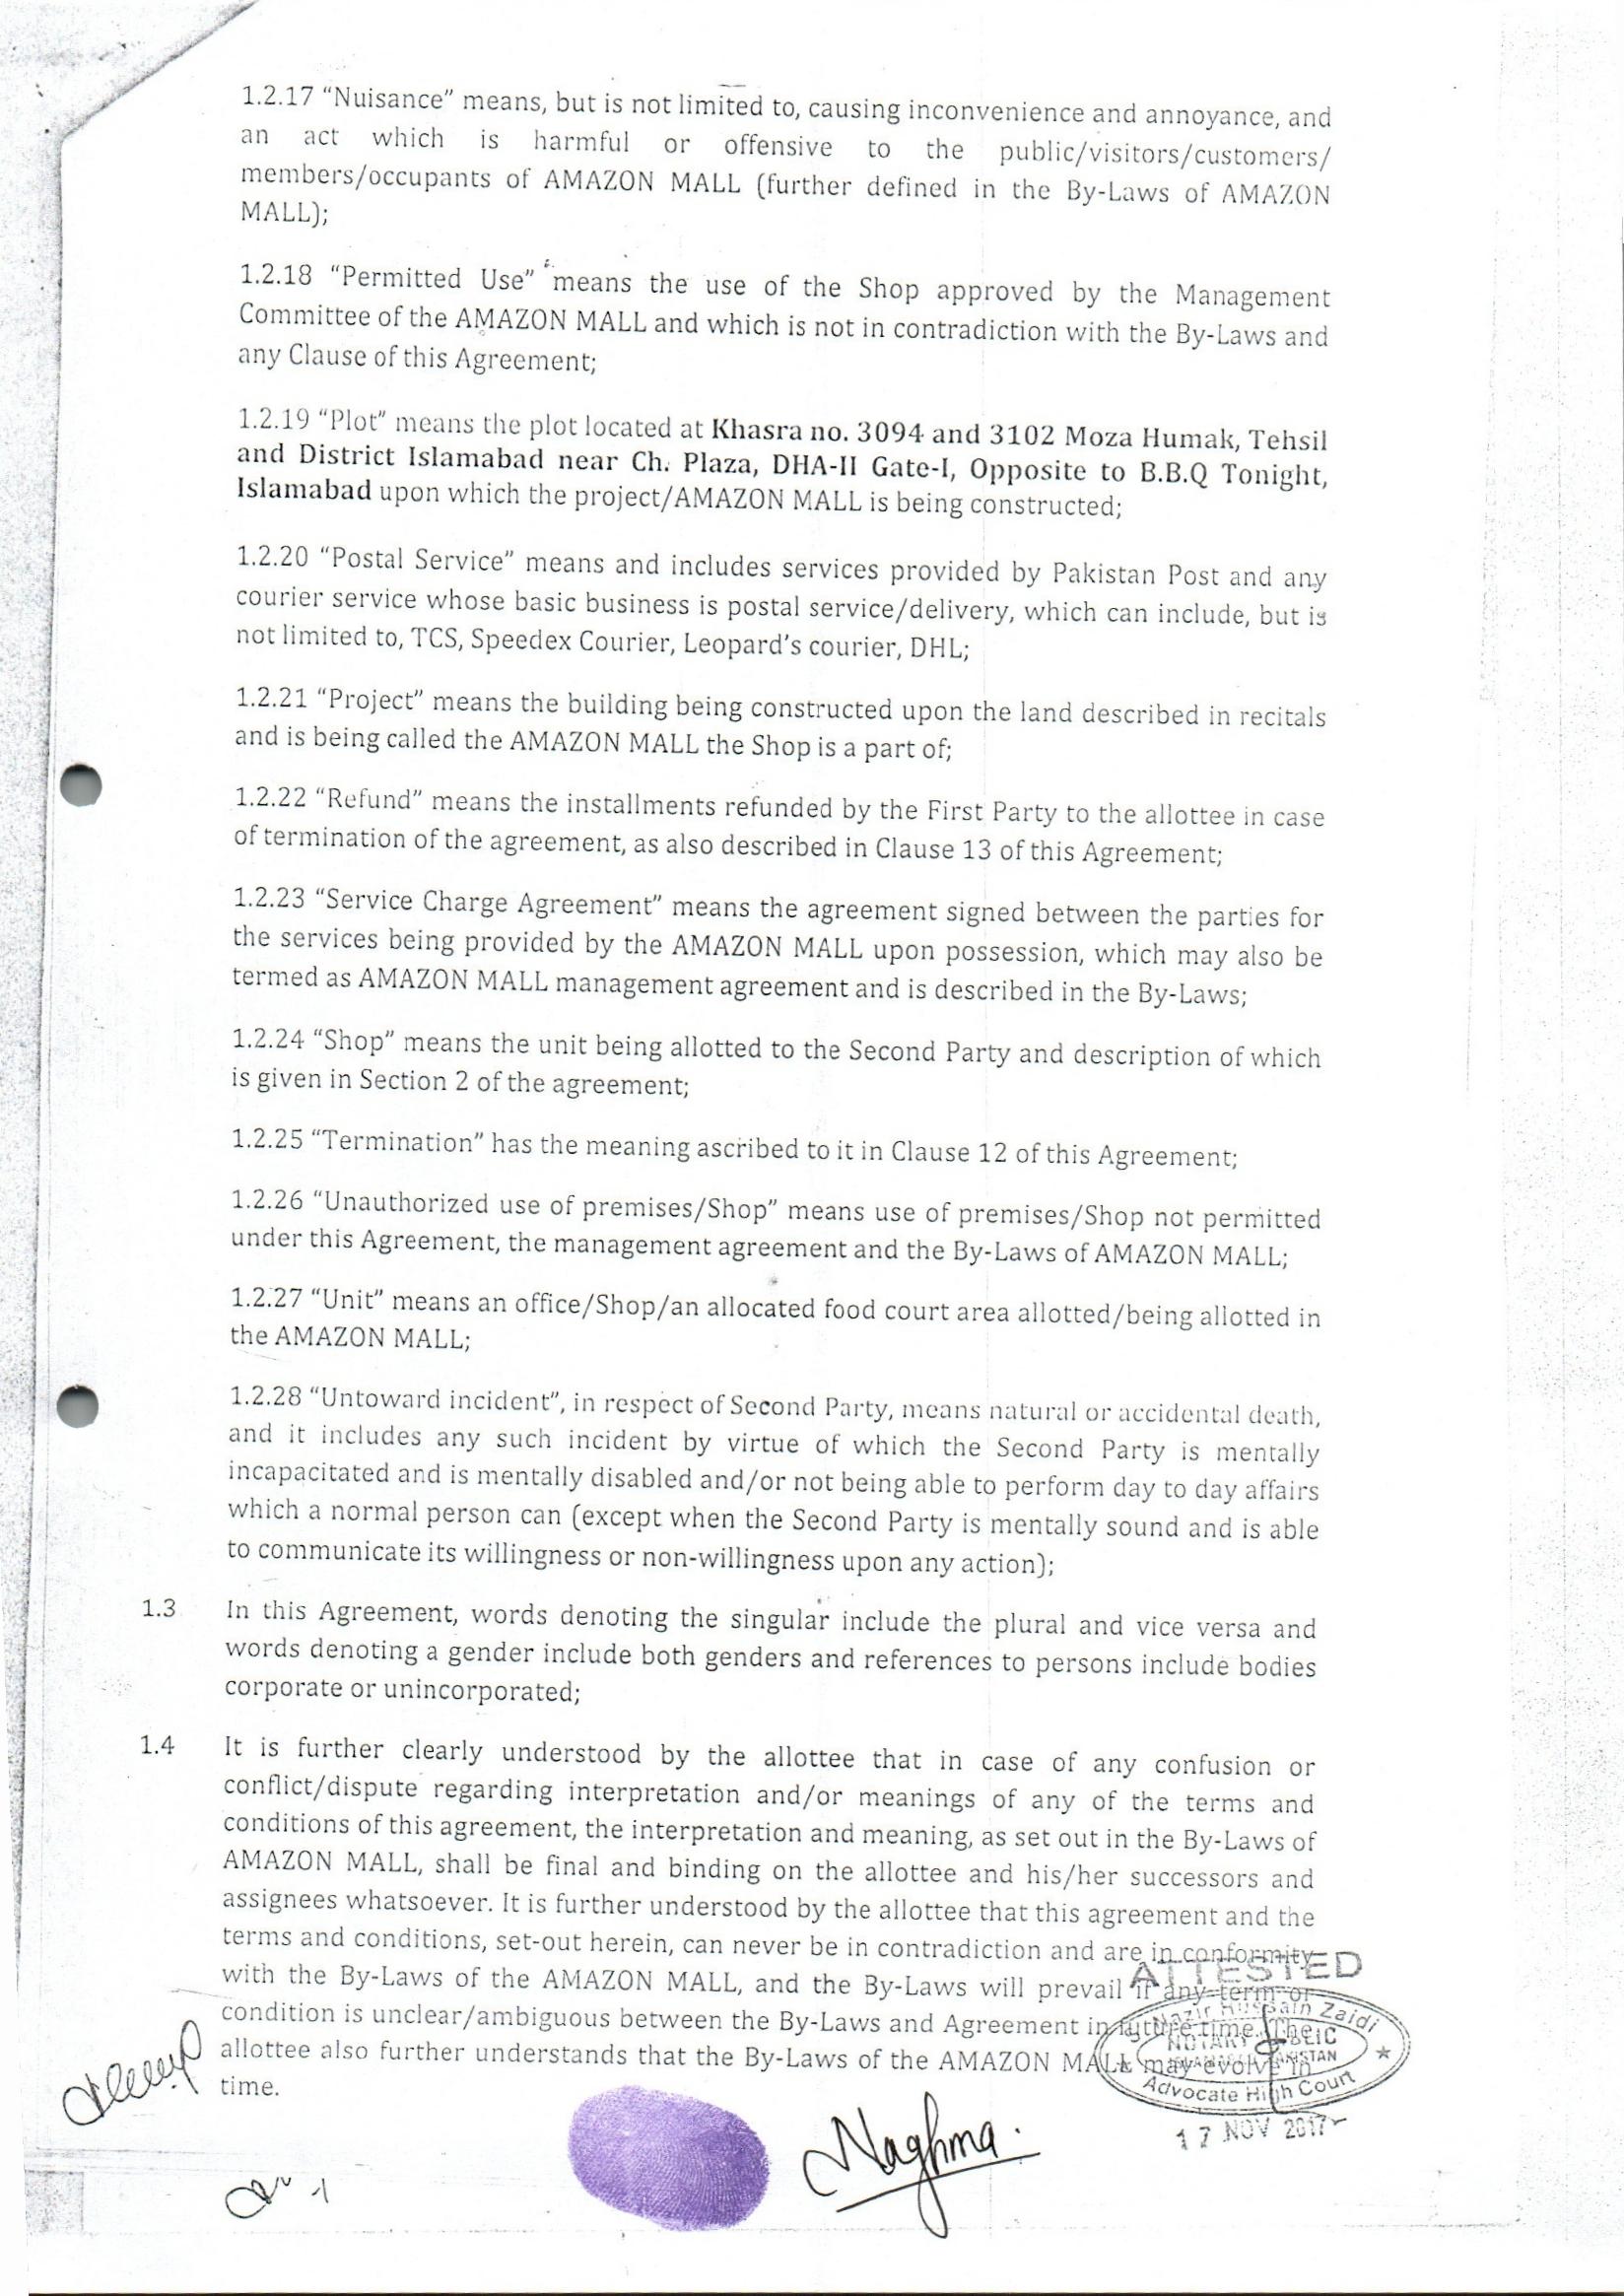 1.2.17 “Nuisance” means, but is not limited to, causing inconvenience and annoyance, and
an act which is harmful or offensive to the public/visitors/customers/
members/occupants of AMAZON MALL (further defined in the By-Laws of AMAZON
MALL);
1.2.18 “Permitted Use” means the use of the Shop approved by the Management
Committee of the AMAZON MALL and which is not in contradiction with the By-Laws and
any Clause of this Agreement;
1.2.19 “Plot” means the plot located at Khasra no. 3094 and 3102 Moza Humak, Tehsil
and District Islamabad near Ch. Plaza, DHA-II Gate-I, Opposite to B.B.Q Tonight,
Islamabad upon which the project/AMAZON MALL is being constructed;
1.2.20 “Postal Service” means and includes services provided by Pakistan Post and any
courier service whose basic business is postal service/delivery, which can include, but is
not limited to, TCS, Speedex Courier, Leopard’s courier, DHL;
1.2.21 “Project” means the building being constructed upon the land described in recitals
and is being called the AMAZON MALL the Shop is a part of;
1.2.22 “Refund” means the installments refunded by the First Party to the allottee in case
of termination of the agreement, as also described in Clause 13 of this Agreement;
1.2.23 “Service Charge Agreement” means the agreement signed between the parties for
the services being provided by the AMAZON MALL upon possession, which may also be
termed as AMAZON MALL management agreement and is described in the By-Laws;
1.2.24 “Shop” means the unit being allotted to the Second Party and description of which
is given in Section 2 of the agreement;
1.2.25 “Termination” has the meaning ascribed to it in Clause 12 of this Agreement;
1.2.26 “Unauthorized use of premises/Shop” means use of premises/Shop not permitted
under this Agreement, the management agreement and the By-Laws of AMAZON MALL;
1.2.27 “Unit” means an office/Shop/an allocated food court area allotted/being allotted in
the AMAZON MALL;
1.2.28 “Untoward incident”, in respect of Second Party, means natural or accidental death,
and it includes any such incident by virtue of which the Second Party is mentally
incapacitated and is mentally disabled and/or not being able to perform day to day affairs
which a normal person can (except when the Second Party is mentally sound and is able
to communicate its willingness or non-willingness upon any action);
1.3 In this Agreement, words denoting the singular include the plural and vice versa and
words denoting a gender include both genders and references to persons include bodies
corporate or unincorporated;
1.4 It is further clearly understood by the allottee that in case of any confusion or
conflict/dispute regarding interpretation and/or meanings of any of the terms and
conditions of this agreement, the interpretation and meaning, as set out in the By-Laws of
AMAZON MALL, shall be final and binding on the allottee and his/her successors and
assignees whatsoever. It is further understood by the allottee that this agreement and the
terms and conditions, set-out herein, can never be in contradiction and are in conformity
with the By-Laws of the AMAZON MALL, and the By-Laws will prevail if any term or
condition is unclear/ambiguous between the By-Laws and Agreement in future time. The
allottee also further understands that the By-Laws of the AMAZON MALL may evolve in
time.
ATTESTED
Nazir Hussain Zaidi
NOTARY PUBLIC
ISLAMABAD PAKISTAN
Advocate High Court
17 NOV 2017
Naghma.